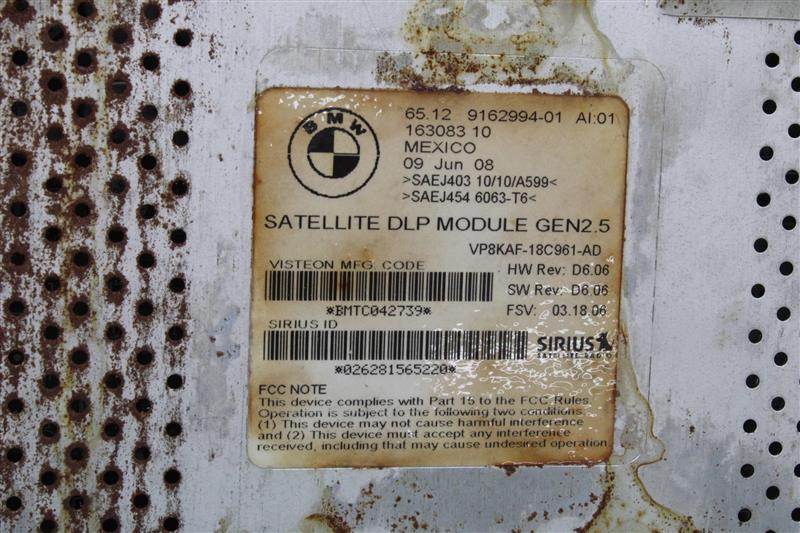 BMW
65.12 9162994-01 AI:01
163083 10
MEXICO
09 Jun 08
>SAEJ403 10/10/A599<
>SAEJ454 6063-T6<
SATELLITE DLP MODULE GEN2.5
VP8KAF-18C961-AD
VISTEON MFG. CODE
HW Rev: D6.06
SW Rev: D6.06
*BMTC042739*
FSV: 03.18.06
SIRIUS ID
SIRIUS
SATELLITE RADIO
*026281565220*
FCC NOTE
This device complies with Part 15 to the FCC Rules.
Operation is subject to the following two conditions
(1) This device may not cause harmful interference
and (2) This device must accept any interference
received, including that may cause undesired operation